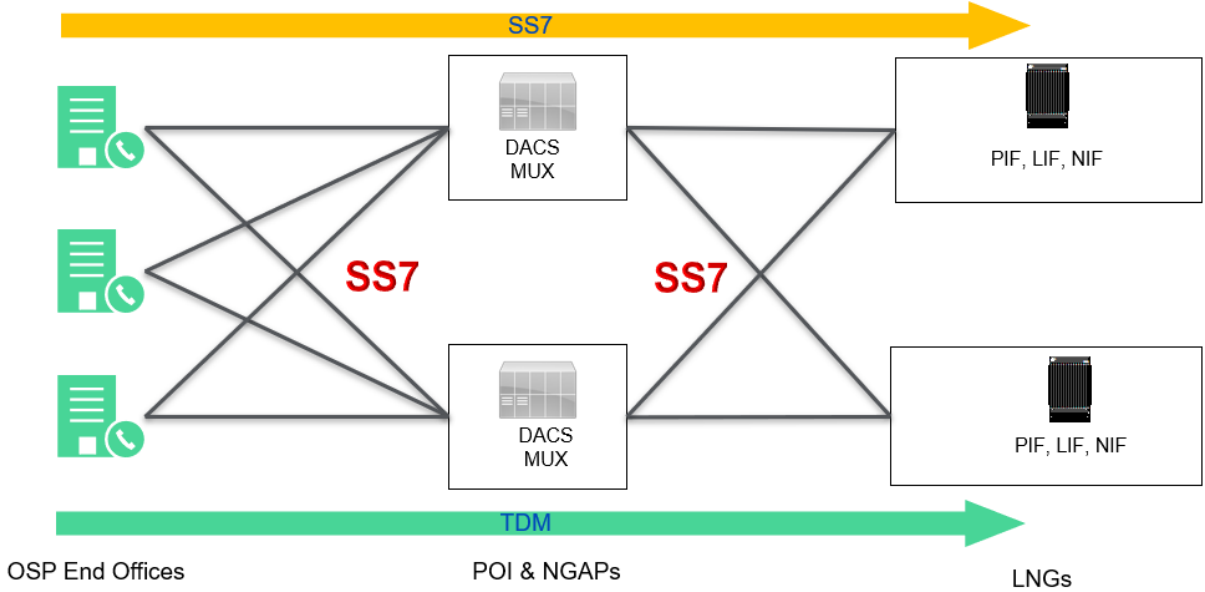 SS7
DACS
MUX
PIF, LIF, NIF
SS7
SS7
DACS
MUX
PIF, LIF, NIF
TDM
OSP End Offices
POI & NGAPs
LNGs